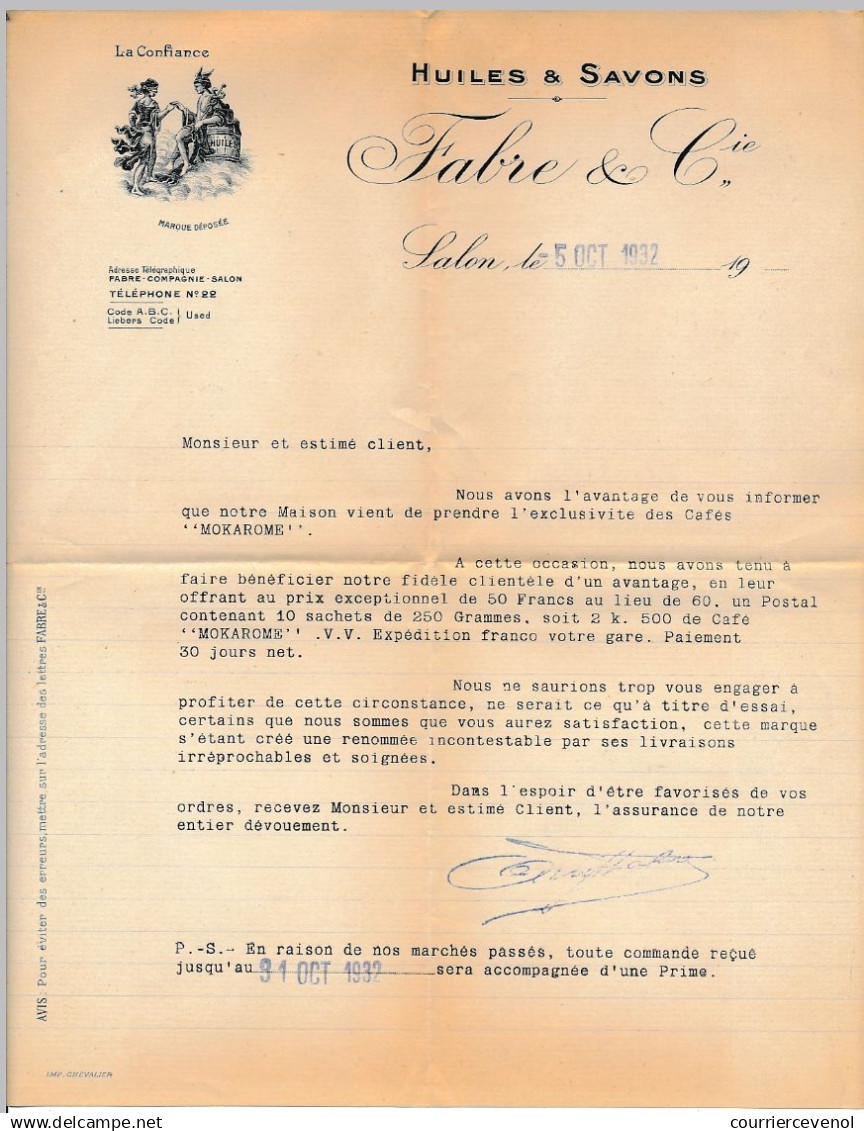 La Confiance
HUILE
MARQUE DÉPOSÉE
Adresse Télégraphique
FABRE-COMPAGNIE-SALON
TÉLÉPHONE Nº 22
Code A.B.C.
Liebers Code
Used
HUILES & SAVONS
Fabre & Cie
Salon, le 5 OCT 1932 19
Monsieur et estimé client,
Nous avons l'avantage de vous informer
que notre Maison vient de prendre l'exclusivite des Cafés
''MOKAROME''.
A cette occasion, nous avons tenu à
faire bénéficier notre fidèle clientèle d'un avantage, en leur
offrant au prix exceptionnel de 50 Francs au lieu de 60. un Postal
contenant 10 sachets de 250 Grammes, soit 2 k. 500 de Café
''MOKAROME'' .V.V. Expédition franco votre gare. Paiement
30 jours net.
Nous ne saurions trop vous engager à
profiter de cette circonstance, ne serait ce qu'à titre d'essai,
certains que nous sommes que vous aurez satisfaction, cette marque
s'étant créé une renommée incontestable par ses livraisons
irréprochables et soignées.
Dans l'espoir d'être favorisés de vos
ordres, recevez Monsieur et estimé Client, l'assurance de notre
entier dévouement.
P.-S.- En raison de nos marchés passés, toute commande reçue
jusqu'au 31 OCT 1932 sera accompagnée d'une Prime.
AVIS: Pour éviter des erreurs, mettre sur l'adresse des lettres FABRE & Cie
IMP. CHEVALIER
courriercevenol